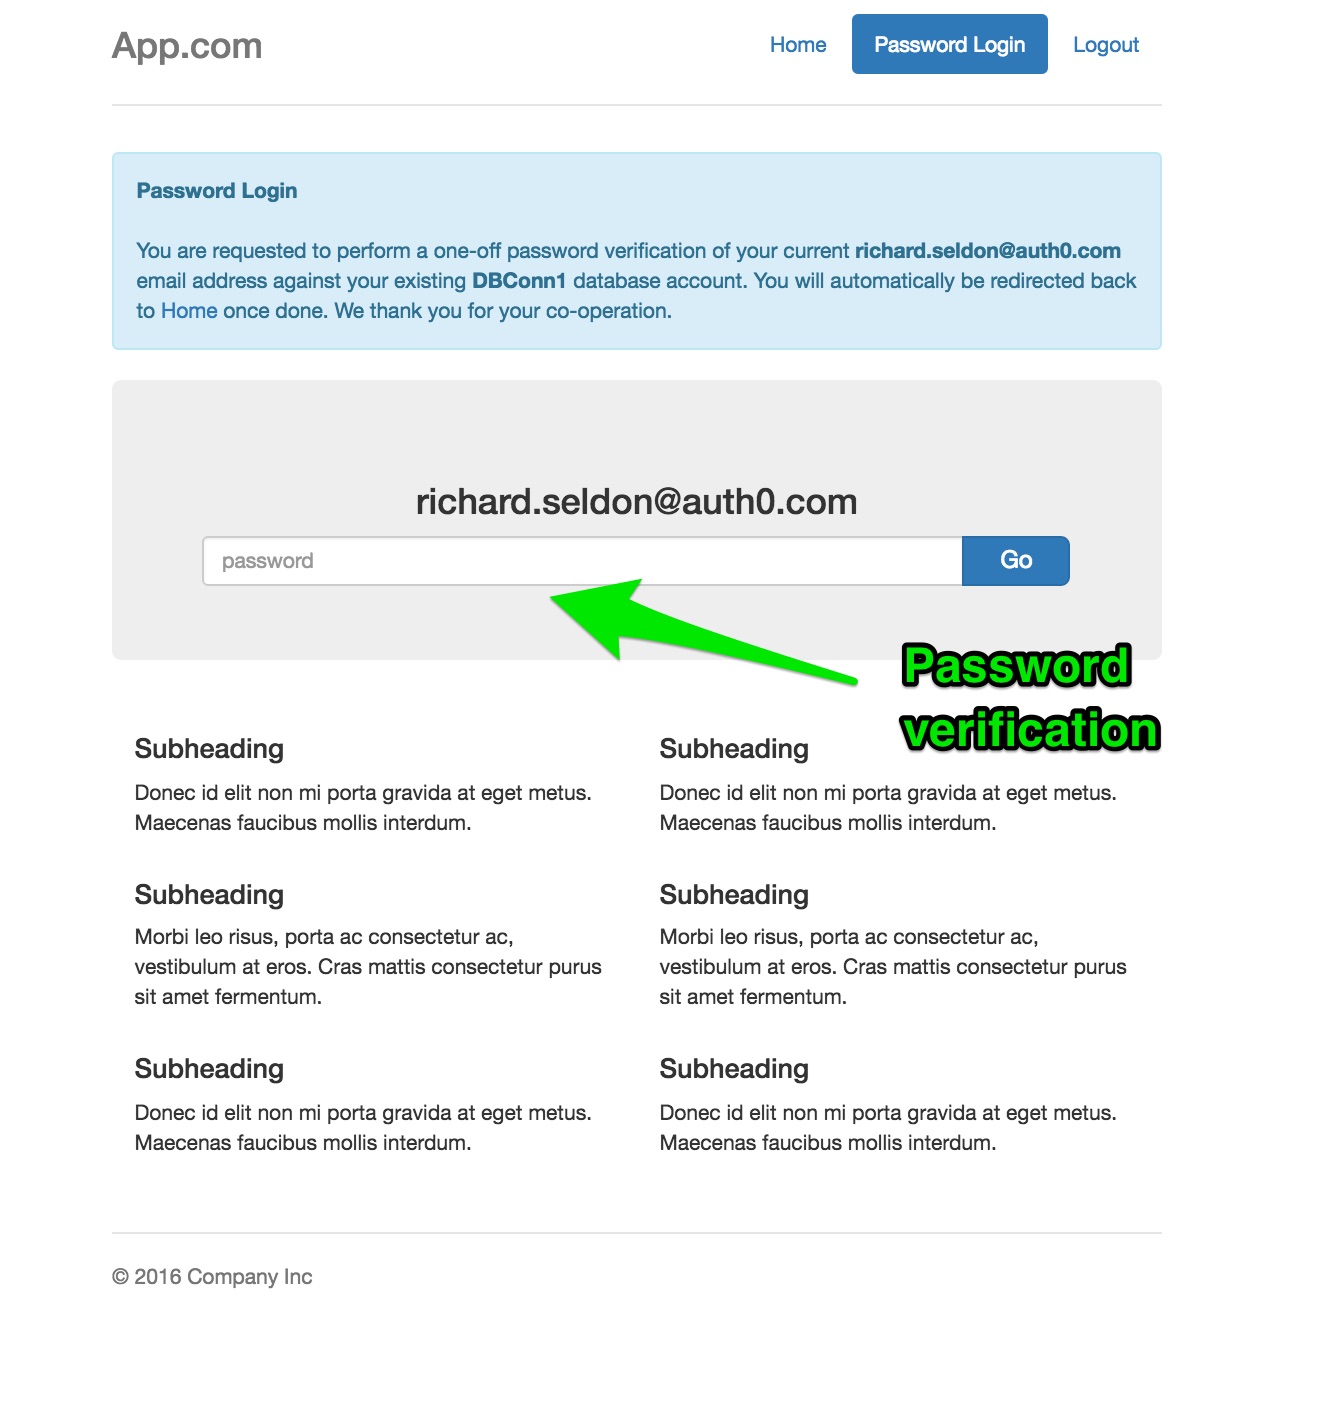 App.com
Home
Password Login
Logout
Password Login
You are requested to perform a one-off password verification of your current richard.seldon@auth0.com
email address against your existing DBConn1 database account. You will automatically be redirected back
to Home once done. We thank you for your co-operation.
richard.seldon@auth0.com
password
Go
Password
verification
Subheading
Donec id elit non mi porta gravida at eget metus.
Maecenas faucibus mollis interdum.
Subheading
Morbi leo risus, porta ac consectetur ac,
vestibulum at eros. Cras mattis consectetur purus
sit amet fermentum.
Subheading
Donec id elit non mi porta gravida at eget metus.
Maecenas faucibus mollis interdum.
Subheading
Donec id elit non mi porta gravida at eget metus.
Maecenas faucibus mollis interdum.
Subheading
Morbi leo risus, porta ac consectetur ac,
vestibulum at eros. Cras mattis consectetur purus
sit amet fermentum.
Subheading
Donec id elit non mi porta gravida at eget metus.
Maecenas faucibus mollis interdum.
© 2016 Company Inc